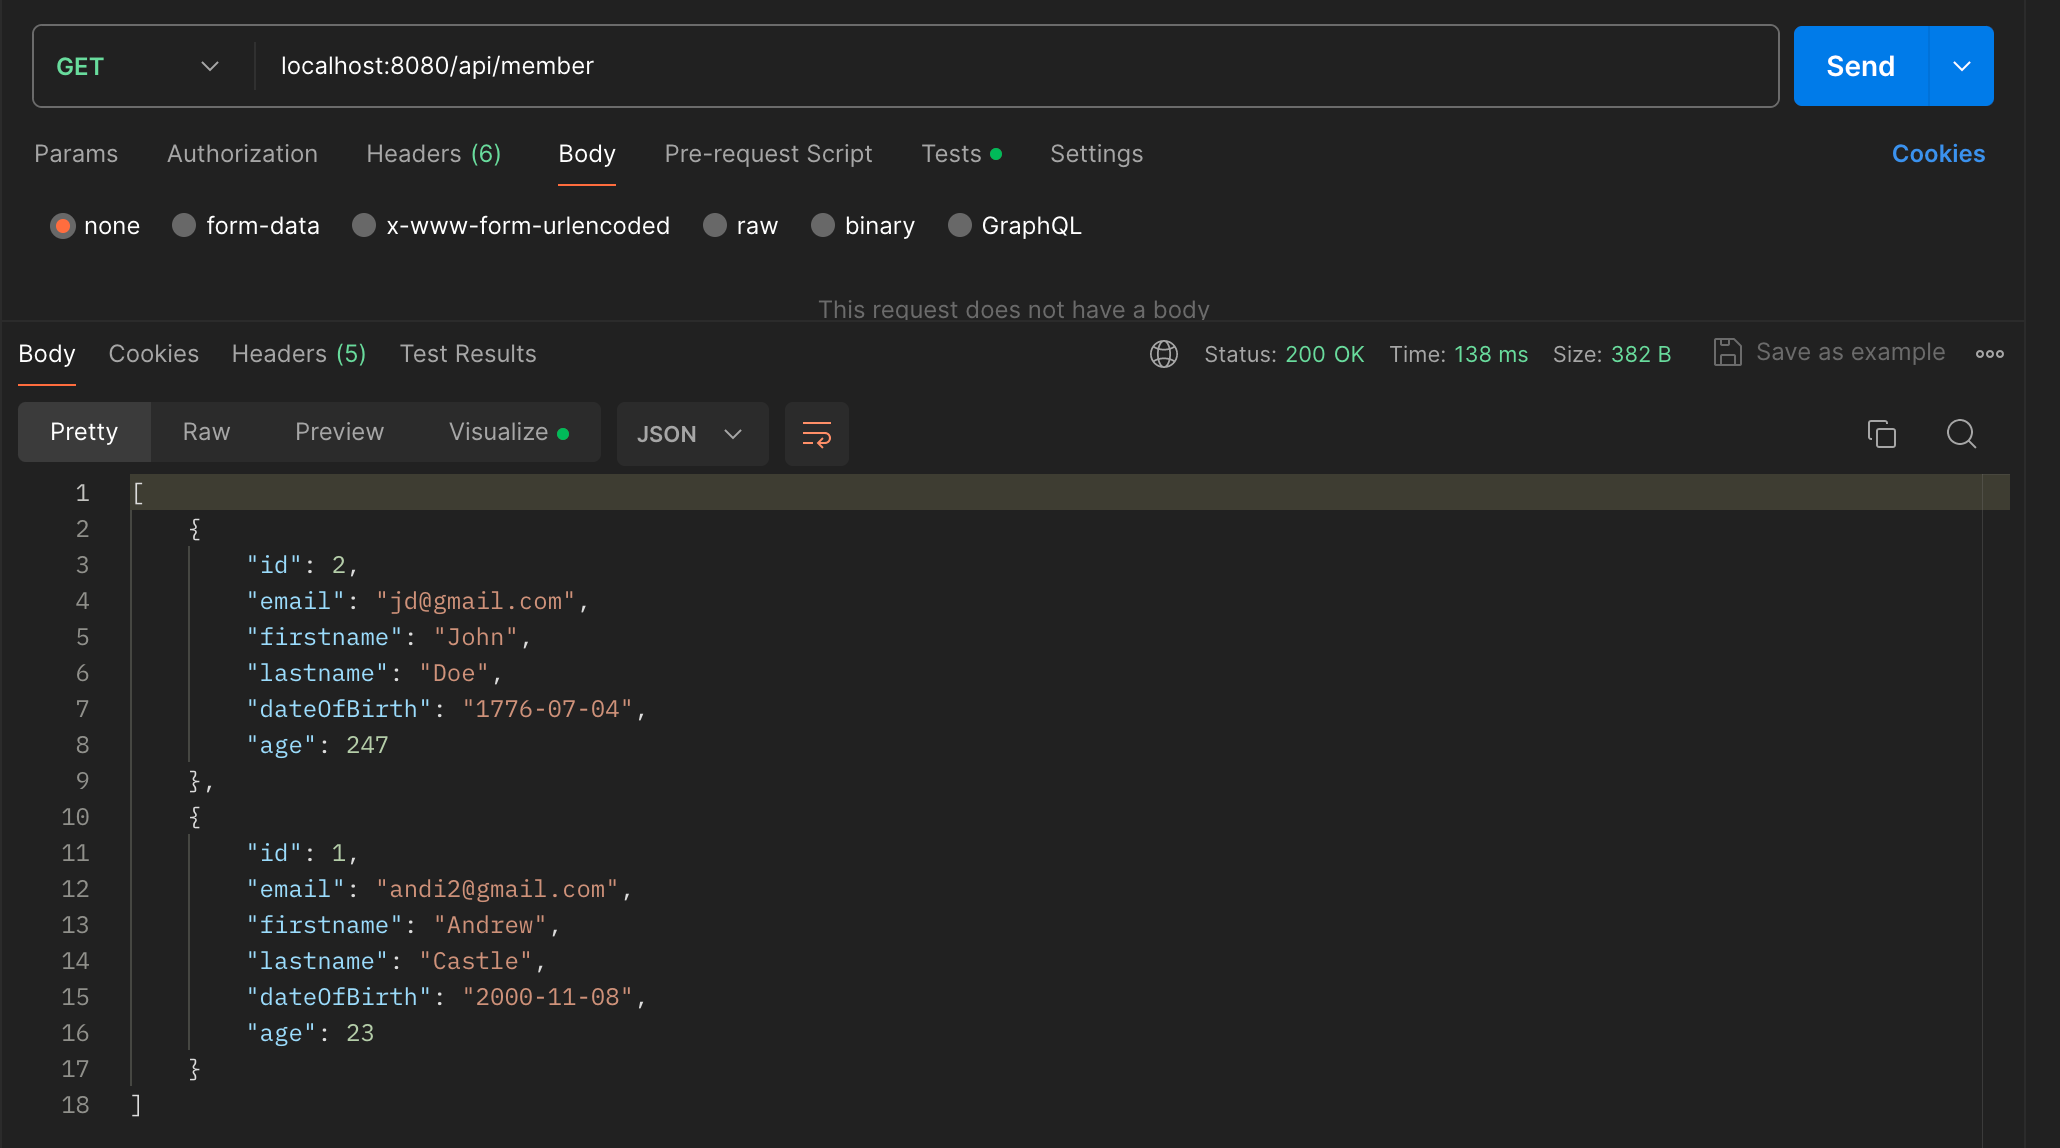 GET localhost:8080/api/member Send
Params Authorization Headers (6) Body Pre-request Script Tests Settings Cookies
none form-data x-www-form-urlencoded raw binary GraphQL
This request does not have a body
Body Cookies Headers (5) Test Results Status: 200 OK Time: 138 ms Size: 382 B Save as example
Pretty Raw Preview Visualize JSON
1 [
2 {
3 "id": 2,
4 "email": "jd@gmail.com",
5 "firstname": "John",
6 "lastname": "Doe",
7 "dateOfBirth": "1776-07-04",
8 "age": 247
9 },
10 {
11 "id": 1,
12 "email": "andi2@gmail.com",
13 "firstname": "Andrew",
14 "lastname": "Castle",
15 "dateOfBirth": "2000-11-08",
16 "age": 23
17 }
18 ]